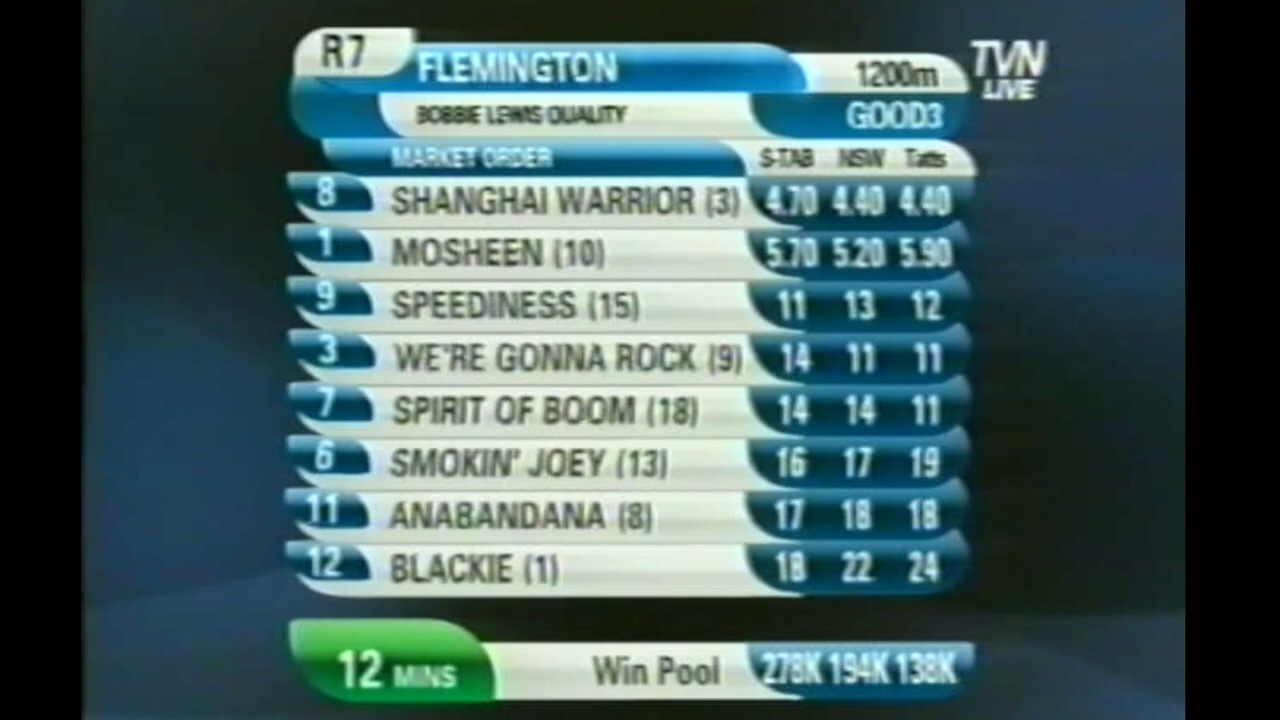 R7 FLEMINGTON 1200m TVN
LIVE
BOBBIE LEWIS QUALITY GOOD3
MARKET ORDER S-TAB NSW Tatts
8 SHANGHAI WARRIOR (3) 4.70 4.40 4.40
1 MOSHEEN (10) 5.70 5.20 5.90
9 SPEEDINESS (15) 11 13 12
3 WE'RE GONNA ROCK (9) 14 11 11
7 SPIRIT OF BOOM (18) 14 14 11
6 SMOKIN' JOEY (13) 16 17 19
11 ANABANDANA (8) 17 18 18
12 BLACKIE (1) 18 22 24
12 MINS Win Pool 278K 194K 138K